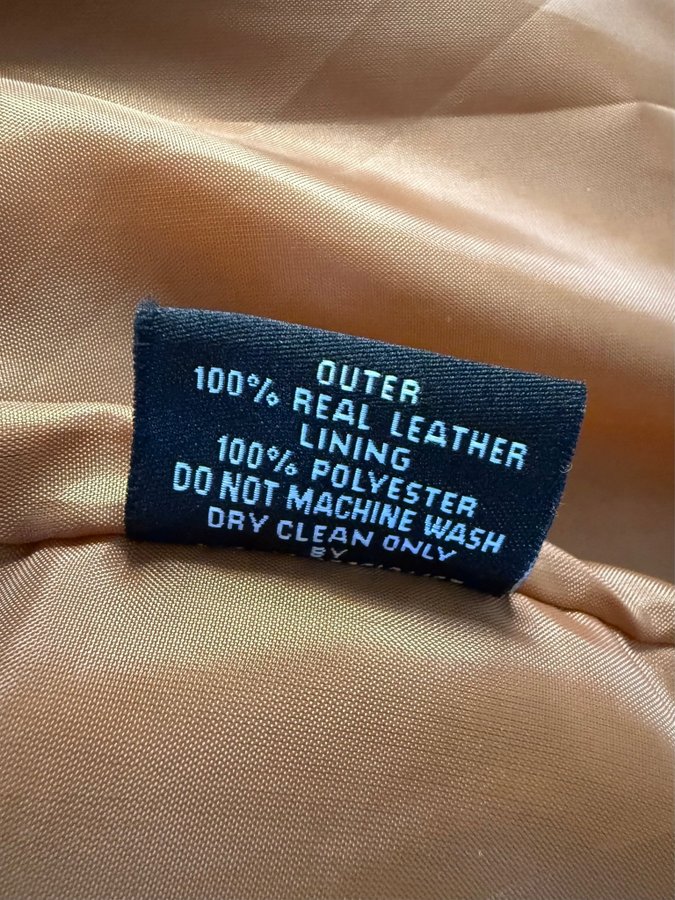 OUTER
100% REAL LEATHER
LINING
100% POLYESTER
DO NOT MACHINE WASH
DRY CLEAN ONLY
BY